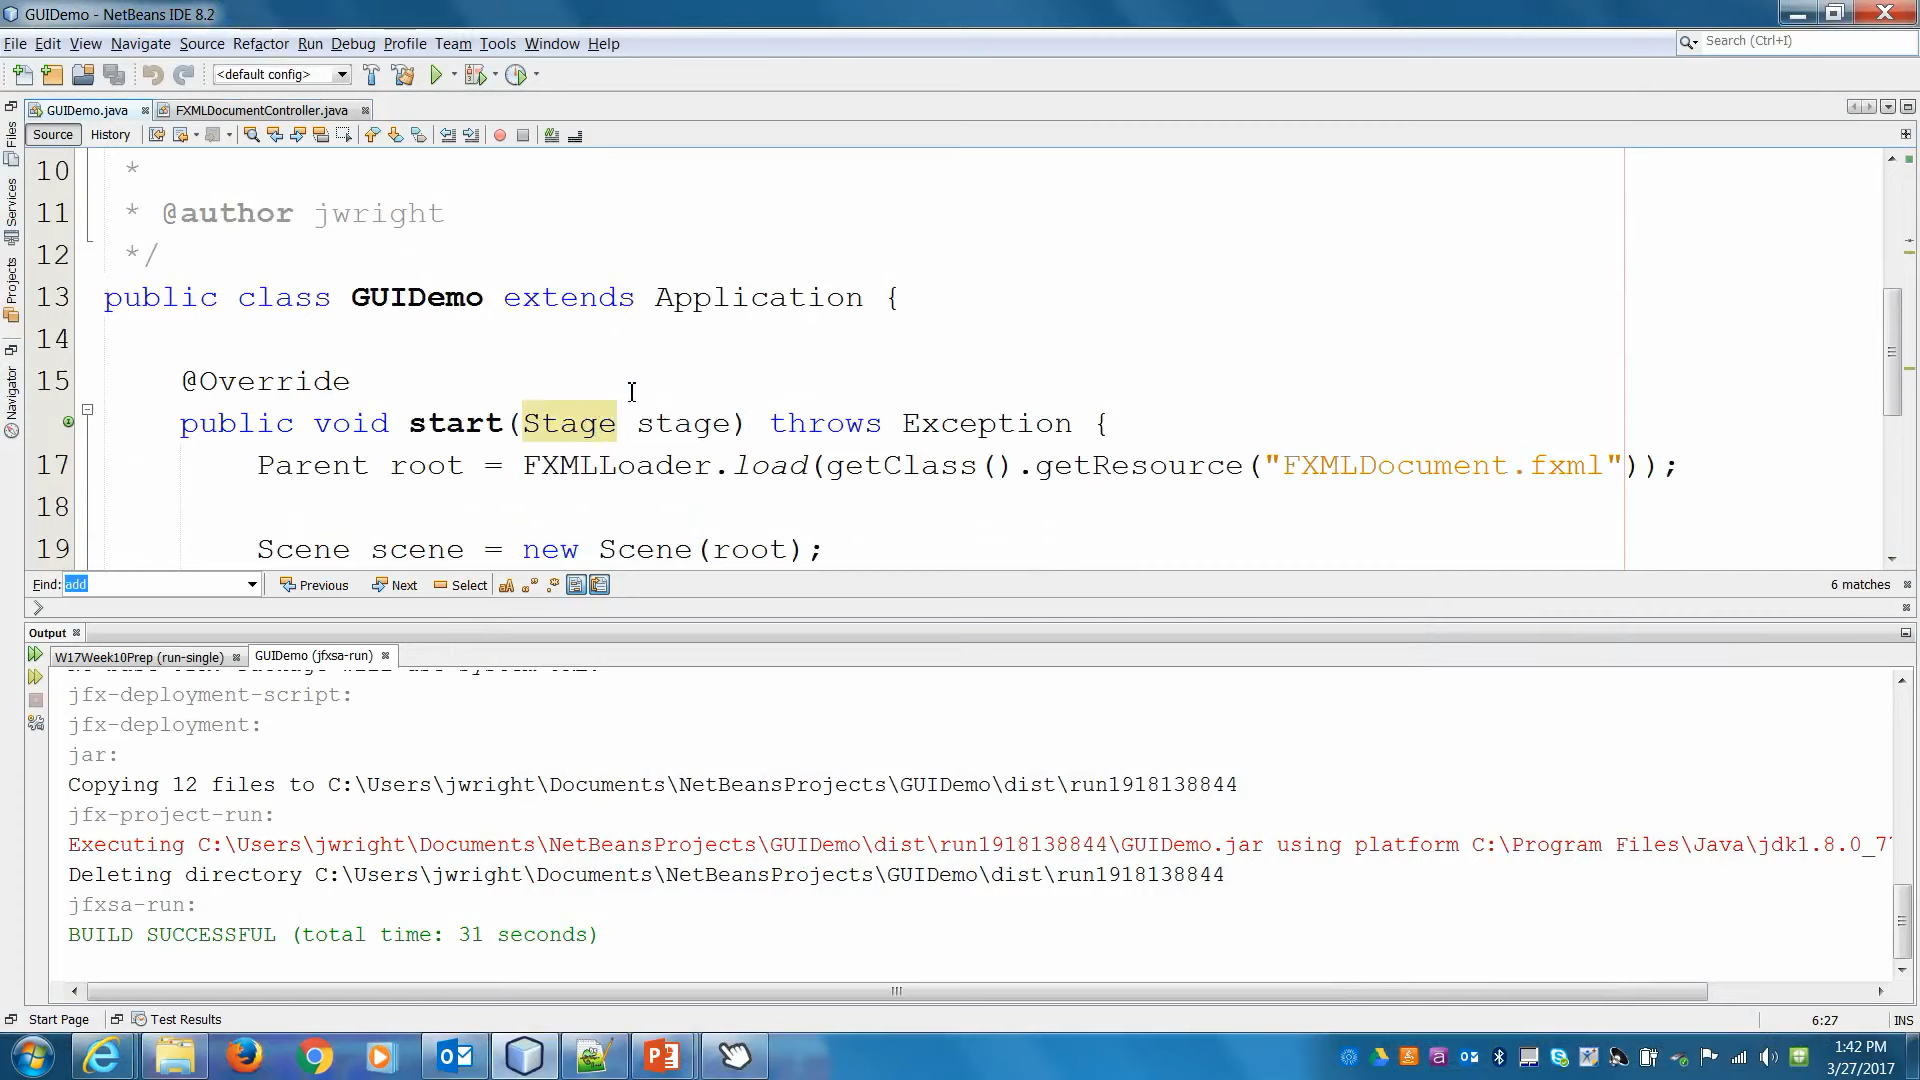 GUIDemo - NetBeans IDE 8.2
File Edit View Navigate Source Refactor Run Debug Profile Team Tools Window Help
Search (Ctrl+I)
<default config>
GUIDemo.java
FXMLDocumentController.java
Source History
Files
Services
Projects
Navigator
10 *
11 * @author jwright
12 */
13 public class GUIDemo extends Application {
14
15 @Override
public void start(Stage stage) throws Exception {
17 Parent root = FXMLLoader.load(getClass().getResource("FXMLDocument.fxml"));
18
19 Scene scene = new Scene(root);
Find: add Previous Next Select 6 matches
Output
W17Week10Prep (run-single) GUIDemo (jfxsa-run)
jfx-deployment-script:
jfx-deployment:
jar:
Copying 12 files to C:\Users\jwright\Documents\NetBeansProjects\GUIDemo\dist\run1918138844
jfx-project-run:
Executing C:\Users\jwright\Documents\NetBeansProjects\GUIDemo\dist\run1918138844\GUIDemo.jar using platform C:\Program Files\Java\jdk1.8.0_7
Deleting directory C:\Users\jwright\Documents\NetBeansProjects\GUIDemo\dist\run1918138844
jfxsa-run:
BUILD SUCCESSFUL (total time: 31 seconds)
Start Page Test Results
6:27 INS
1:42 PM
3/27/2017